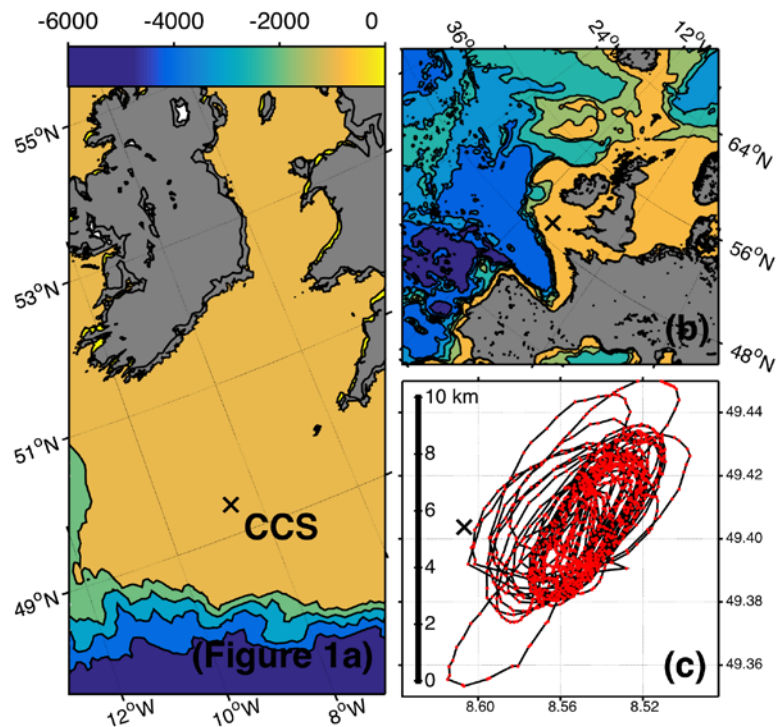 -6000 -4000 -2000 0
55°N
53°N
51°N
49°N
CCS
(Figure 1a)
12°W 10°W 8°W
36°W 24°W 12°W
64°N
56°N
48°N
(b)
10 km
8
6
4
2
0
49.44
49.42
49.40
49.38
49.36
(c)
8.60 8.56 8.52